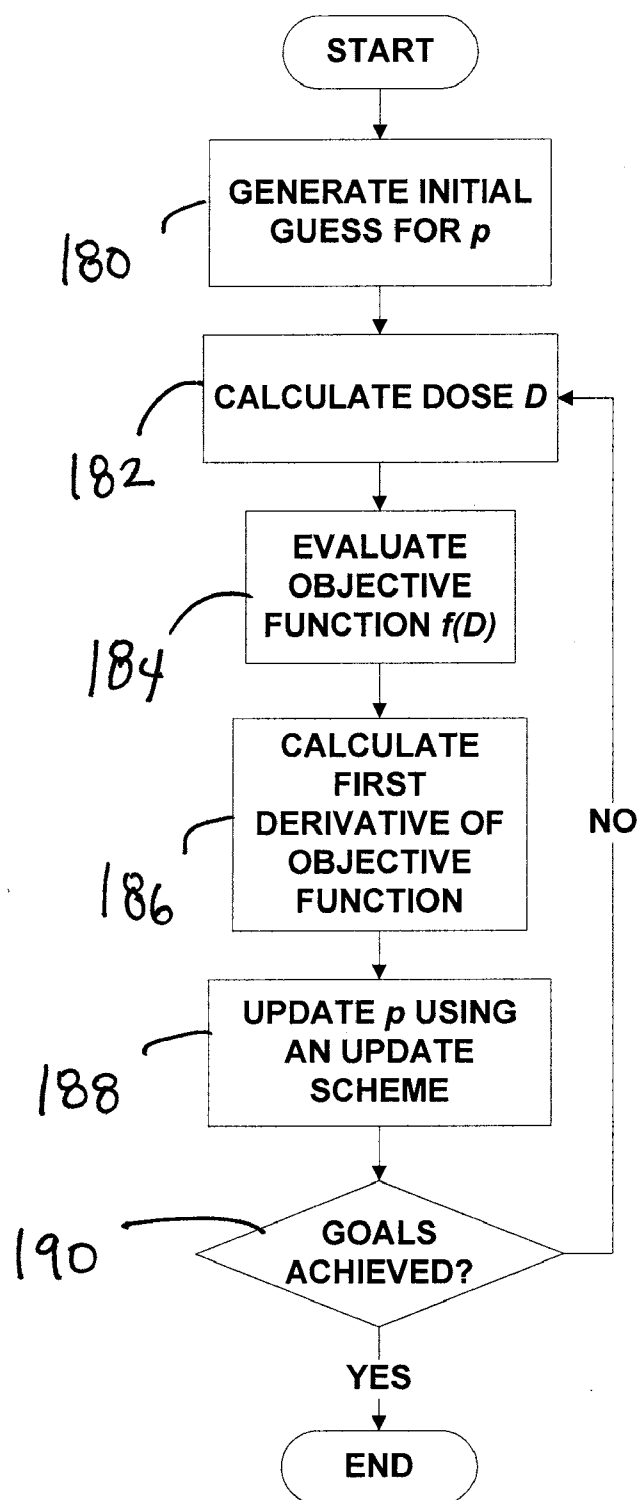 START
GENERATE INITIAL
GUESS FOR p
180
CALCULATE DOSE D
182
EVALUATE
OBJECTIVE
FUNCTION f(D)
184
CALCULATE
FIRST
DERIVATIVE OF
OBJECTIVE
FUNCTION
186
NO
UPDATE p USING
AN UPDATE
SCHEME
188
GOALS
ACHIEVED?
190
YES
END